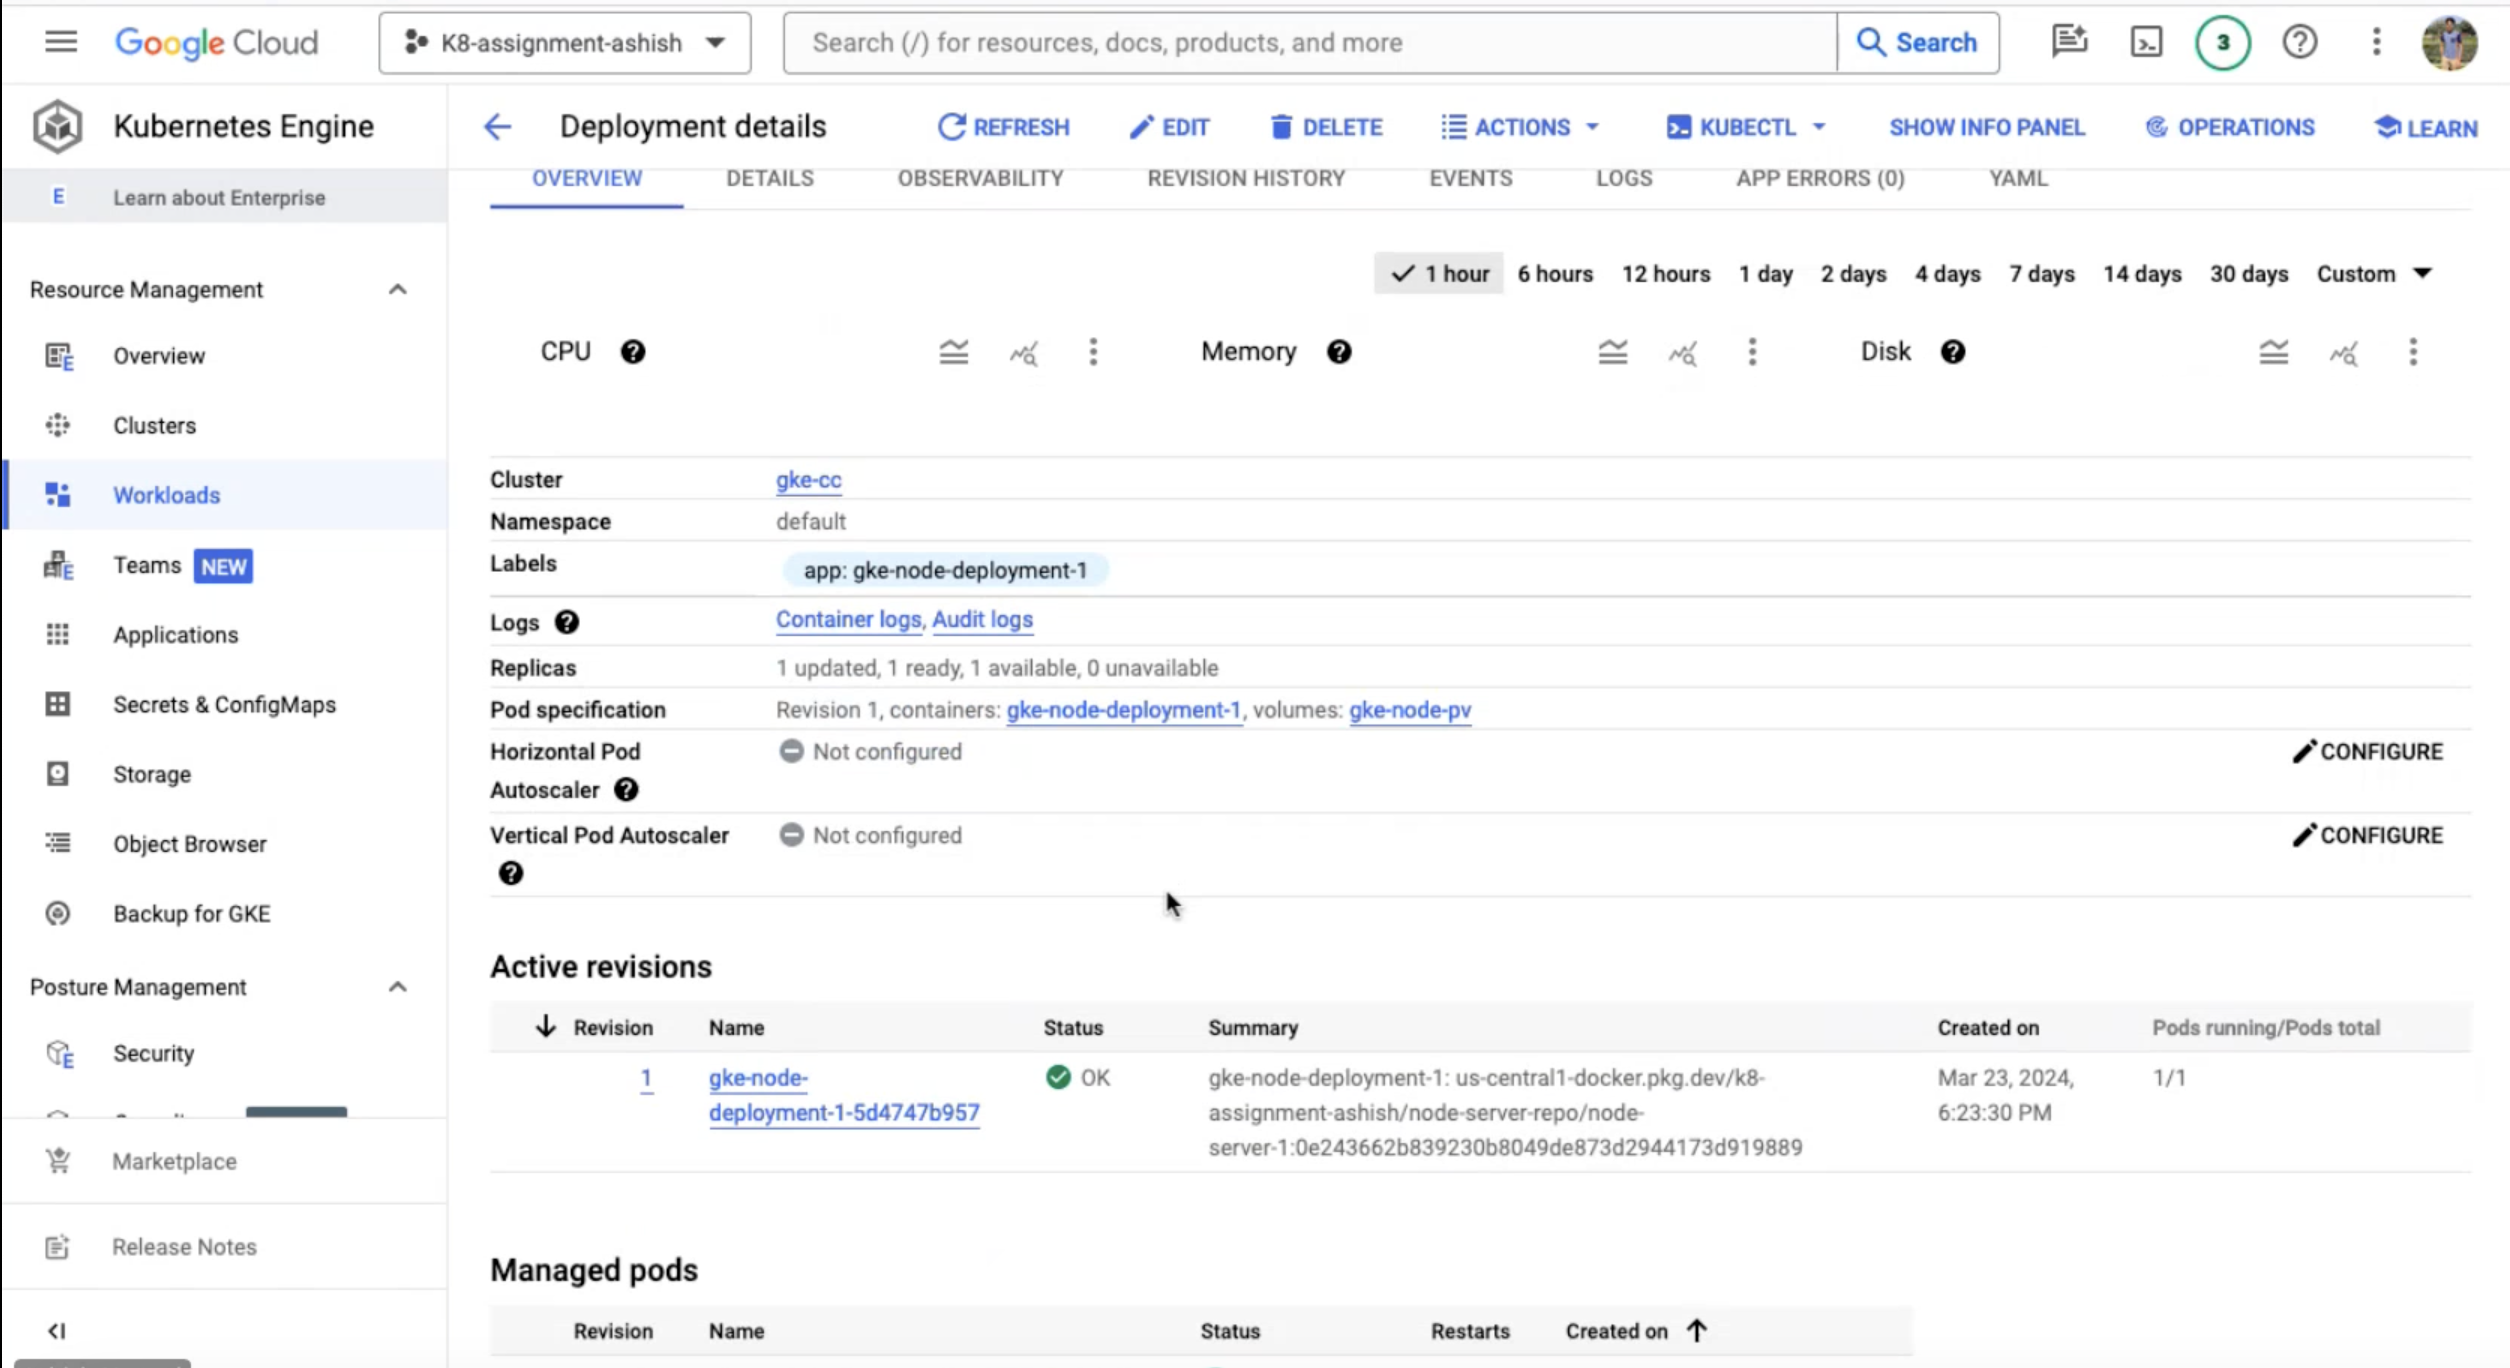 Google Cloud
K8-assignment-ashish
Search (/) for resources, docs, products, and more
Search
3
Kubernetes Engine
Deployment details
REFRESH
EDIT
DELETE
ACTIONS
KUBECTL
SHOW INFO PANEL
OPERATIONS
LEARN
E Learn about Enterprise
OVERVIEW
DETAILS
OBSERVABILITY
REVISION HISTORY
EVENTS
LOGS
APP ERRORS (0)
YAML
Resource Management
Overview
Clusters
Workloads
Teams NEW
Applications
Secrets & ConfigMaps
Storage
Object Browser
Backup for GKE
Posture Management
Security
Marketplace
Release Notes
1 hour 6 hours 12 hours 1 day 2 days 4 days 7 days 14 days 30 days Custom
CPU
Memory
Disk
Cluster gke-cc
Namespace default
Labels app: gke-node-deployment-1
Logs Container logs, Audit logs
Replicas 1 updated, 1 ready, 1 available, 0 unavailable
Pod specification Revision 1, containers: gke-node-deployment-1, volumes: gke-node-pv
Horizontal Pod Not configured CONFIGURE
Autoscaler
Vertical Pod Autoscaler Not configured CONFIGURE
Active revisions
Revision Name Status Summary Created on Pods running/Pods total
1 gke-node- OK gke-node-deployment-1: us-central1-docker.pkg.dev/k8- Mar 23, 2024, 1/1
deployment-1-5d4747b957 assignment-ashish/node-server-repo/node- 6:23:30 PM
server-1:0e243662b839230b8049de873d2944173d919889
Managed pods
Revision Name Status Restarts Created on